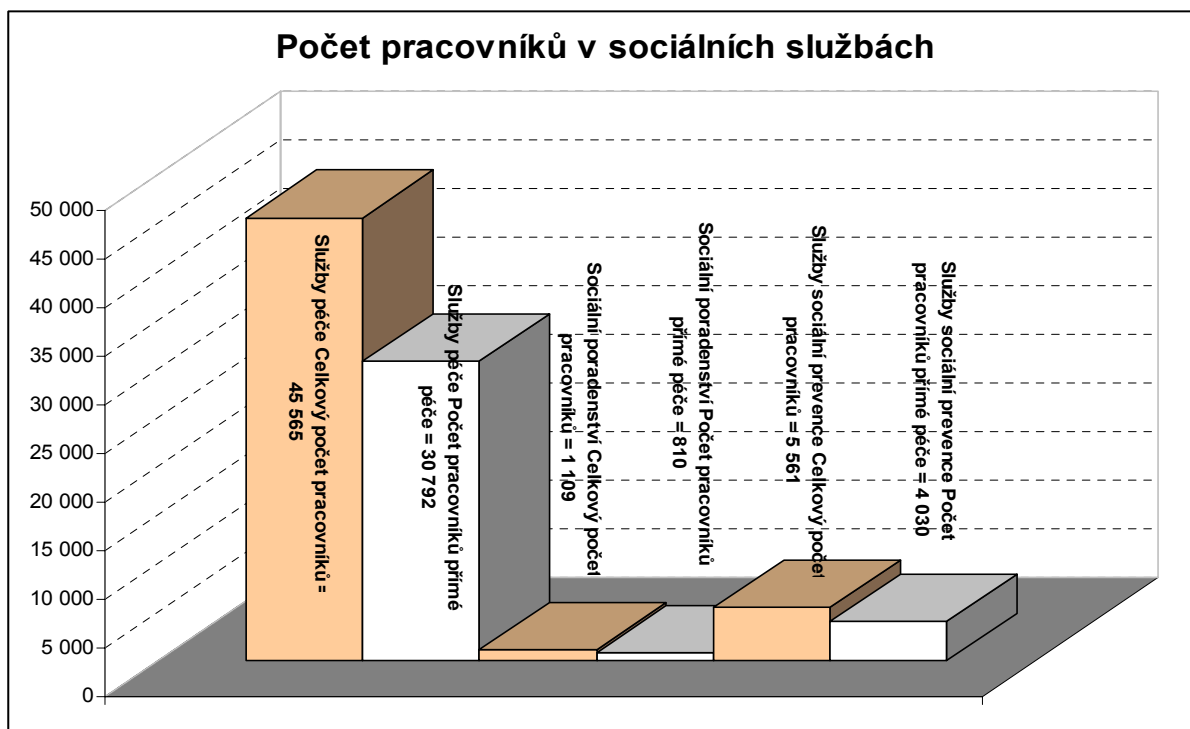 Počet pracovníků v sociálních službách
50 000
45 000
40 000
35 000
30 000
25 000
20 000
15 000
10 000
5 000
0
Služby péče Celkový počet pracovníků =
45 565
Služby péče Počet pracovníků přímé
péče = 30 792
Sociální poradenství Celkový počet
pracovníků = 1 109
Sociální poradenství Počet pracovníků
přímé péče = 810
Služby sociální prevence Celkový počet
pracovníků = 5 561
Služby sociální prevence Počet
pracovníků přímé péče = 4 030